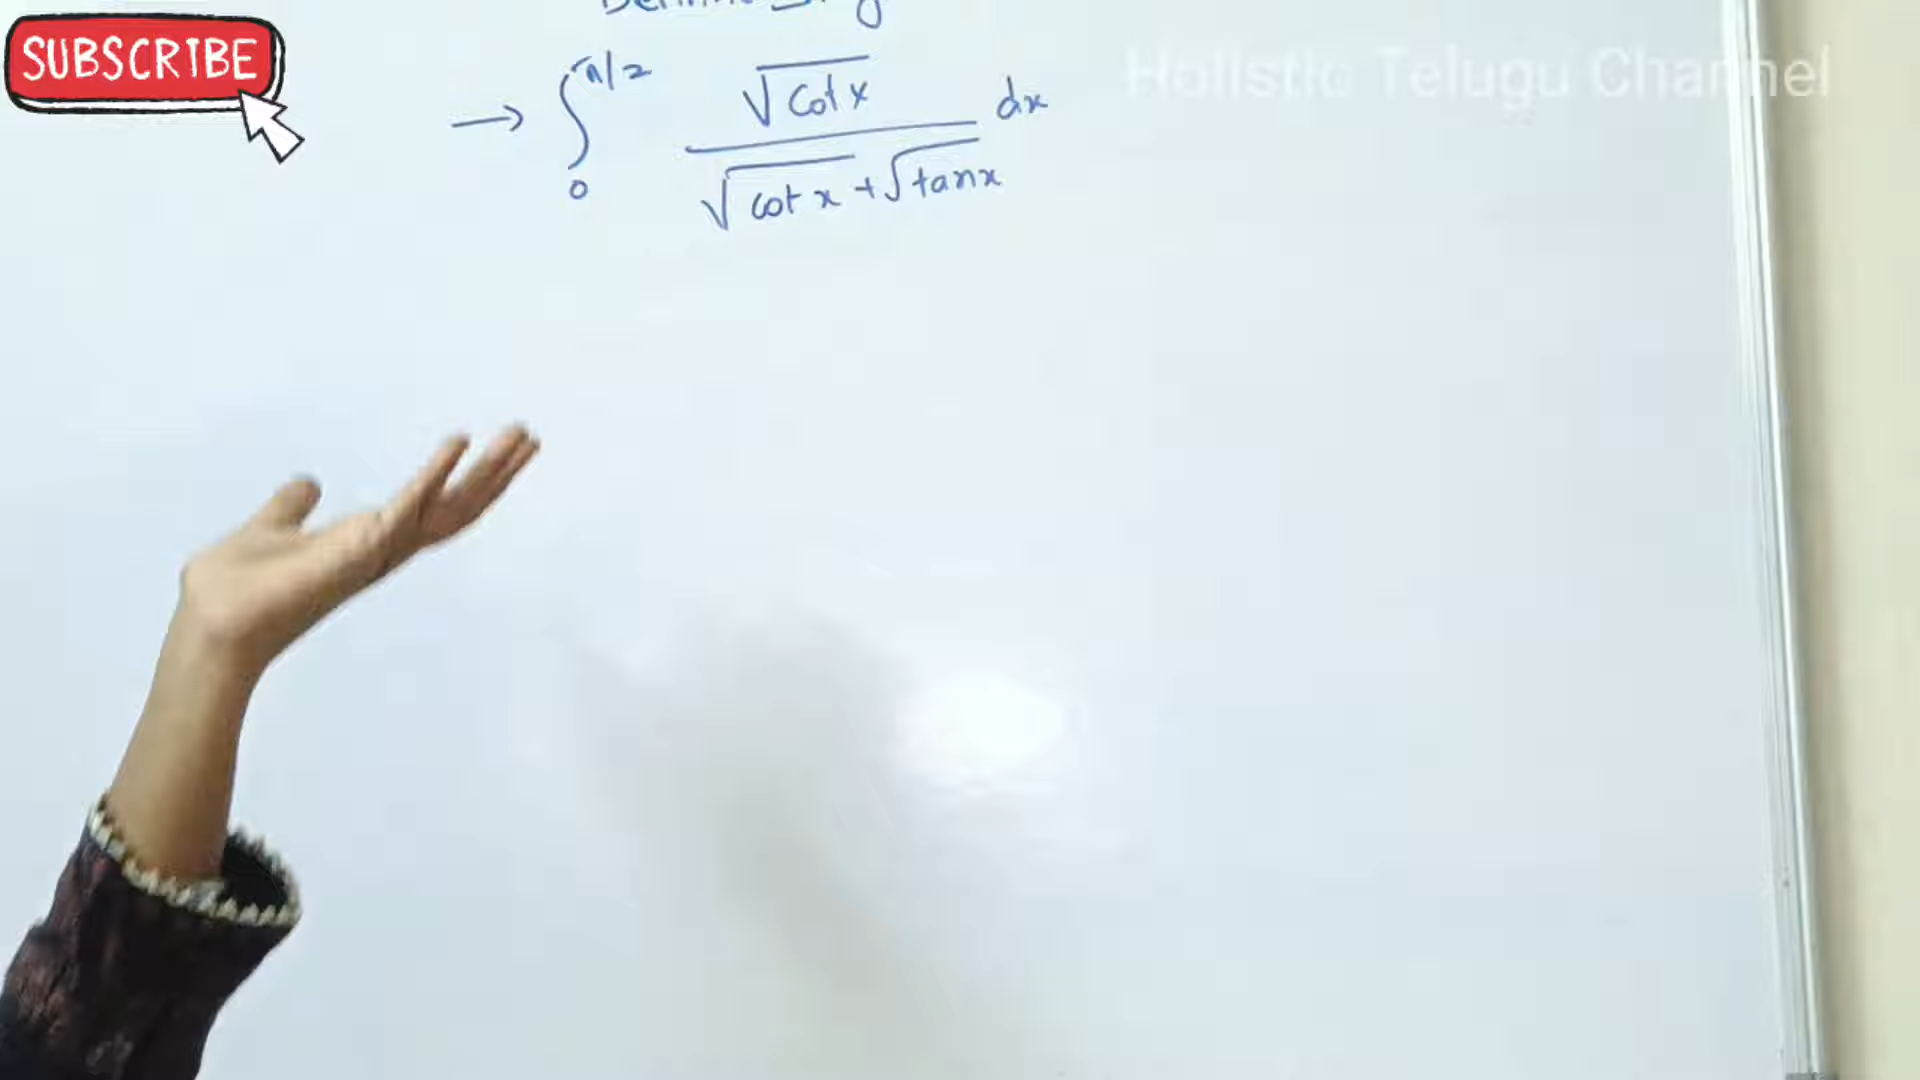 SUBSCRIBE
Holistic Telugu Channel
→ ∫₀^π/2 √cot x / (√cot x + √tan x) dx